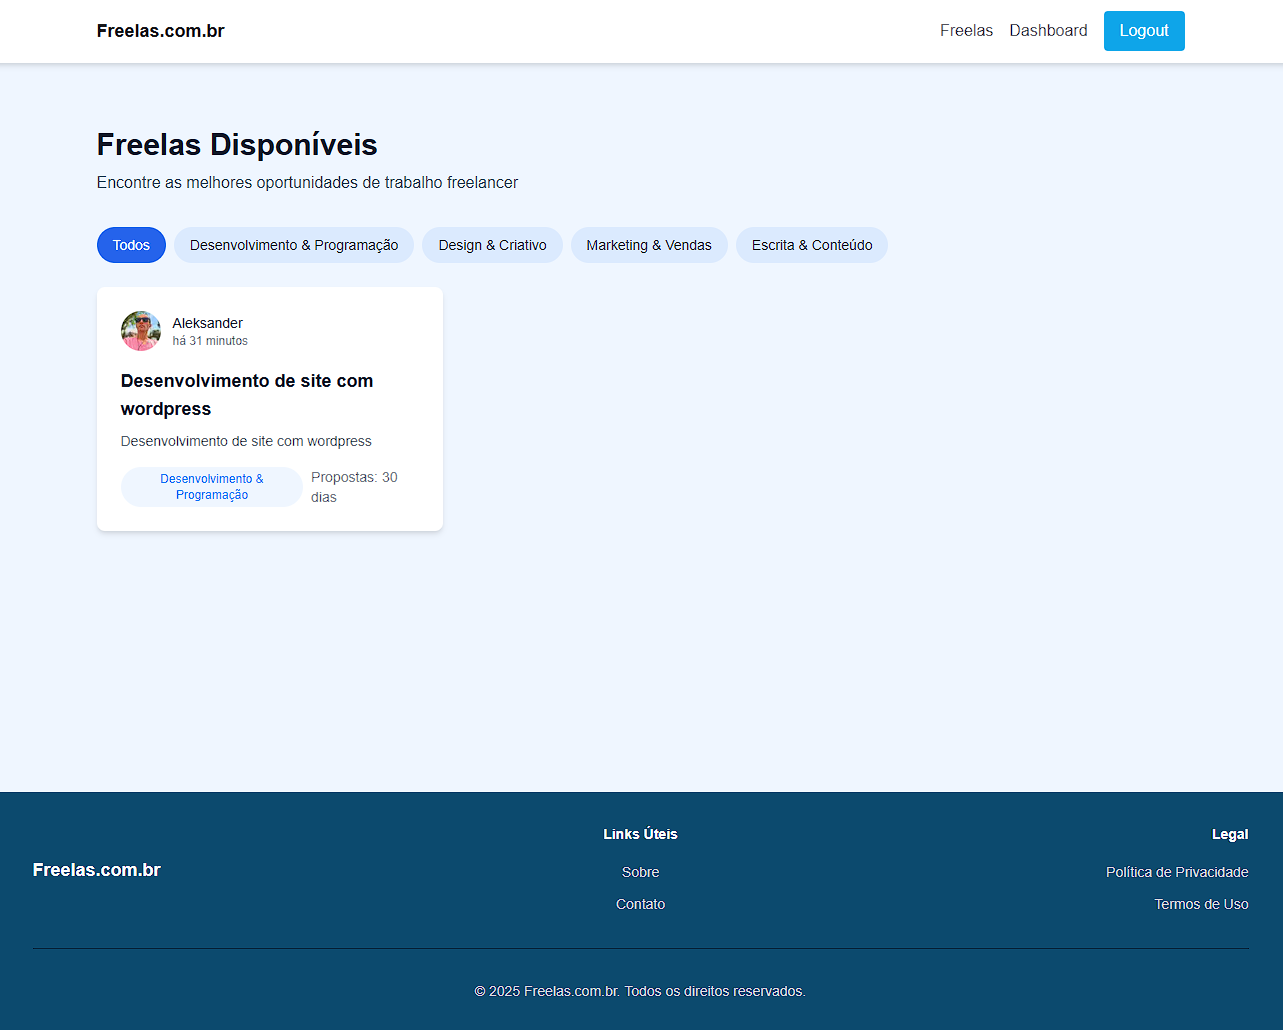 Freelas.com.br
Freelas Dashboard Logout
Freelas Disponíveis
Encontre as melhores oportunidades de trabalho freelancer
Todos Desenvolvimento & Programação Design & Criativo Marketing & Vendas Escrita & Conteúdo
Aleksander
há 31 minutos
Desenvolvimento de site com
wordpress
Desenvolvimento de site com wordpress
Desenvolvimento &
Programação
Propostas: 30
dias
Freelas.com.br
Links Úteis
Sobre
Contato
Legal
Política de Privacidade
Termos de Uso
© 2025 Freelas.com.br. Todos os direitos reservados.